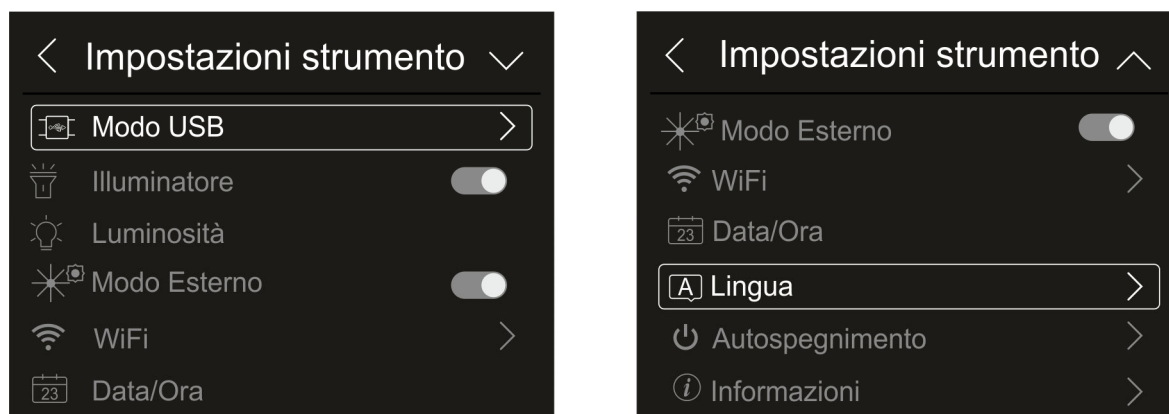 Impostazioni strumento
Modo USB
Illuminatore
Luminosità
Modo Esterno
WiFi
23 Data/Ora
Impostazioni strumento
Modo Esterno
WiFi
23 Data/Ora
A Lingua
Autospegnimento
i Informazioni